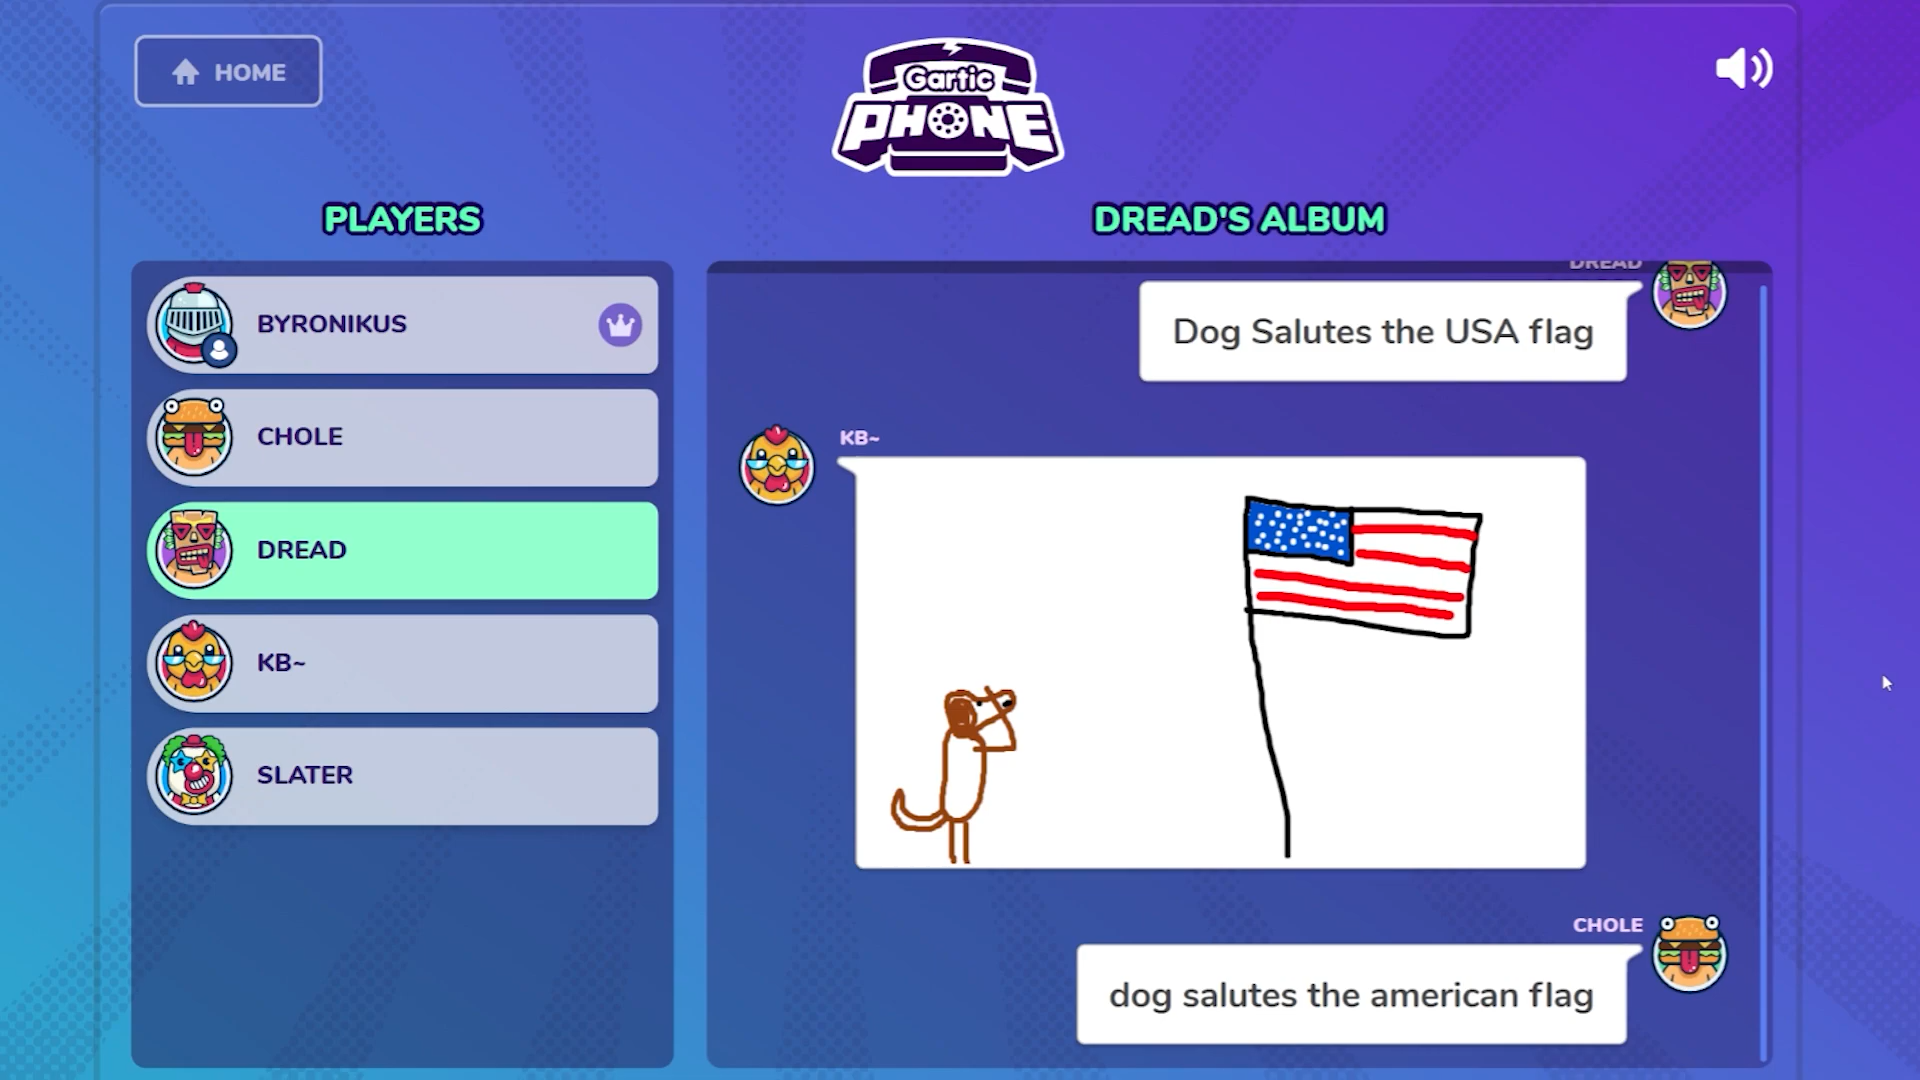 HOME
Gartic
PHONE
PLAYERS
DREAD'S ALBUM
BYRONIKUS
CHOLE
DREAD
KB~
SLATER
DREAD
Dog Salutes the USA flag
KB~
CHOLE
dog salutes the american flag